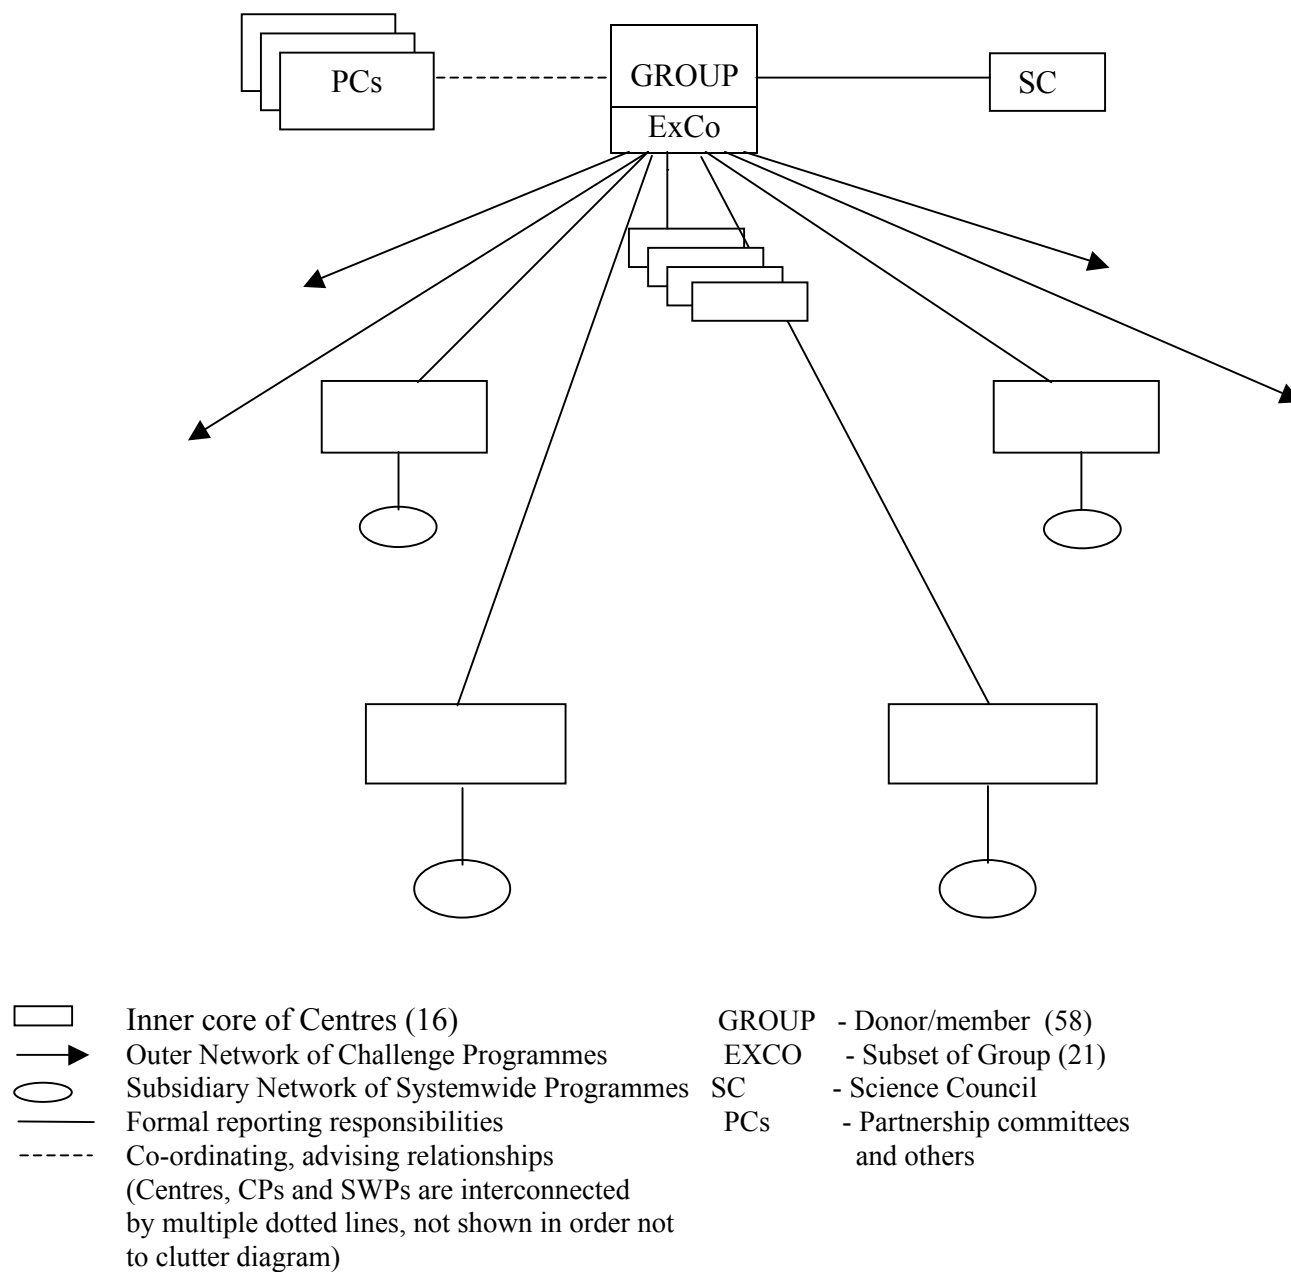 PCs
GROUP
SC
ExCo
Inner core of Centres (16)
Outer Network of Challenge Programmes
Subsidiary Network of Systemwide Programmes
Formal reporting responsibilities
Co-ordinating, advising relationships
(Centres, CPs and SWPs are interconnected
by multiple dotted lines, not shown in order not
to clutter diagram)
GROUP - Donor/member (58)
EXCO - Subset of Group (21)
SC - Science Council
PCs - Partnership committees
and others